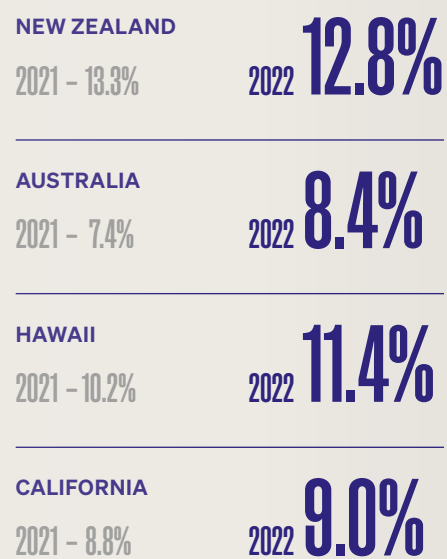 NEW ZEALAND
2021 – 13.3%
2022 12.8%
AUSTRALIA
2021 – 7.4%
2022 8.4%
HAWAII
2021 – 10.2%
2022 11.4%
CALIFORNIA
2021 – 8.8%
2022 9.0%